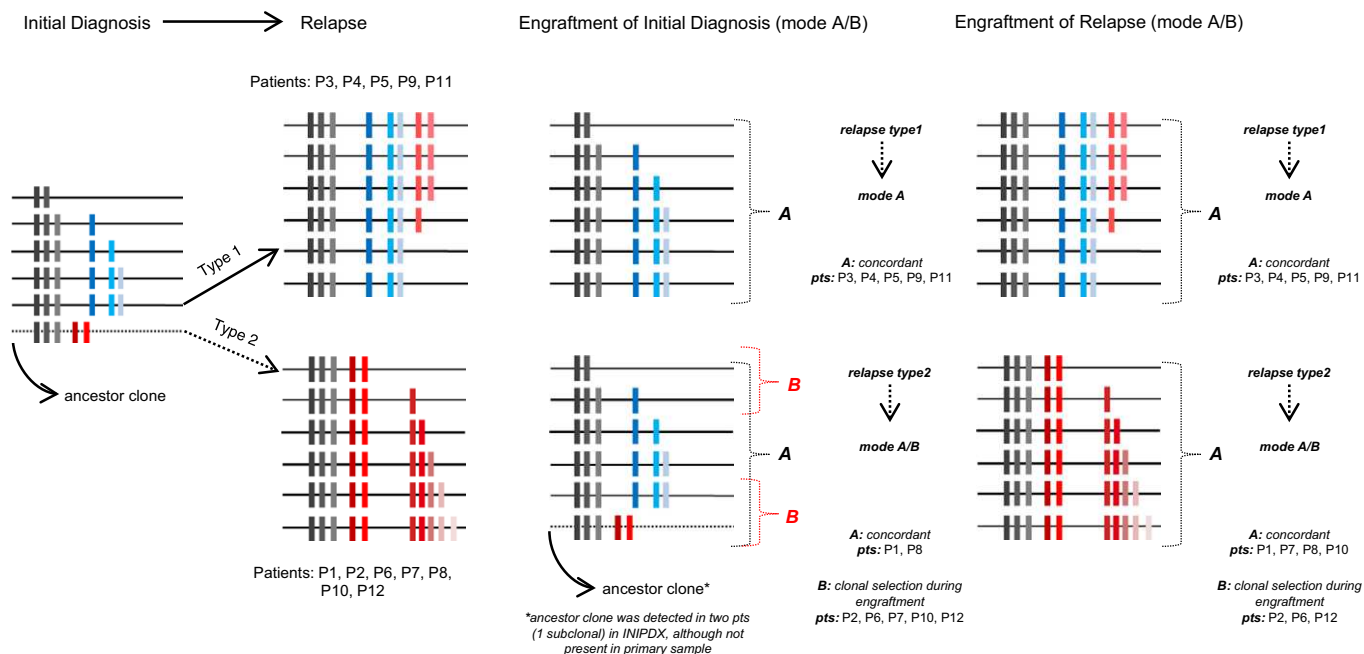 Initial Diagnosis
Relapse
Engraftment of Initial Diagnosis (mode A/B)
Engraftment of Relapse (mode A/B)
Patients: P3, P4, P5, P9, P11
Type 1
Type 2
ancestor clone
Patients: P1, P2, P6, P7, P8,
P10, P12
A
relapse type1
mode A
A: concordant
pts: P3, P4, P5, P9, P11
B
A
B
ancestor clone*
*ancestor clone was detected in two pts
(1 subclonal) in INIPDX, although not
present in primary sample
relapse type2
mode A/B
A: concordant
pts: P1, P8
B: clonal selection during
engraftment
pts: P2, P6, P7, P10, P12
A
relapse type1
mode A
A: concordant
pts: P3, P4, P5, P9, P11
A
relapse type2
mode A/B
A: concordant
pts: P1, P7, P8, P10
B: clonal selection during
engraftment
pts: P2, P6, P12